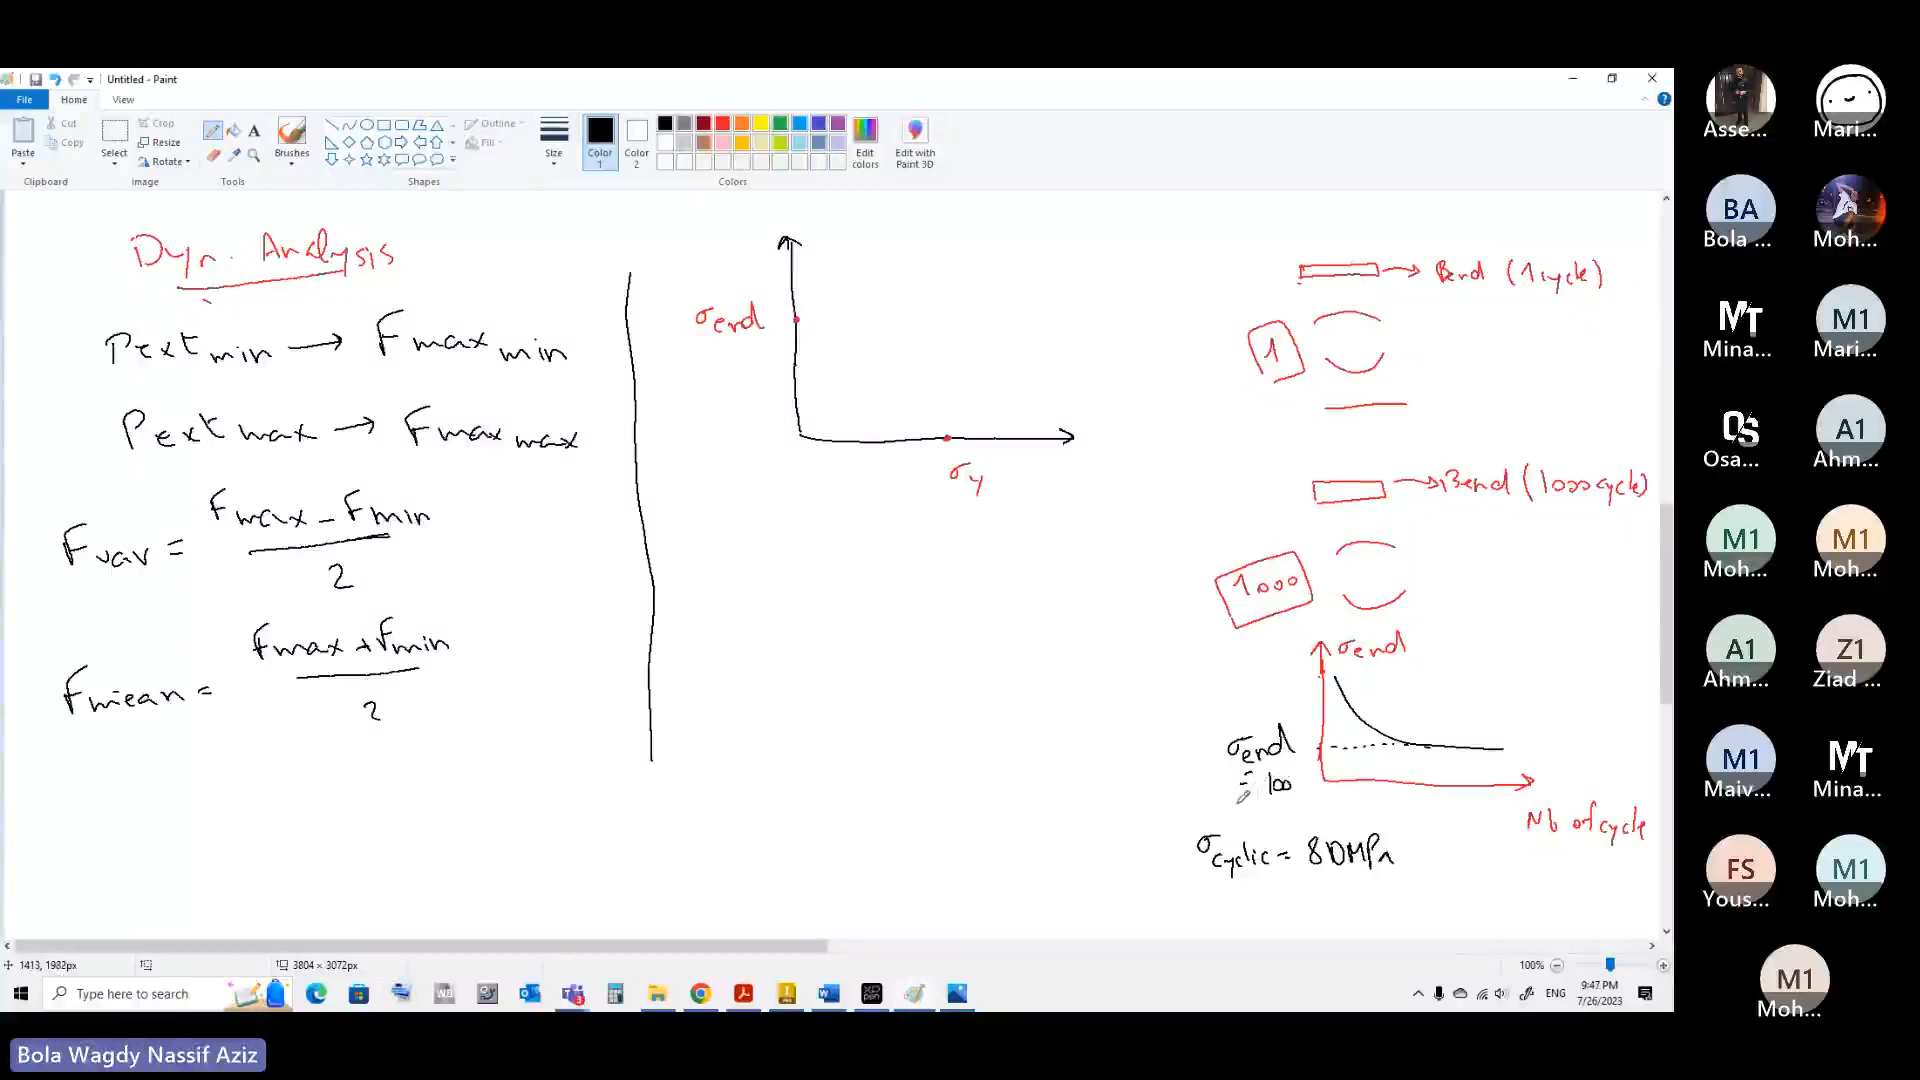 Untitled - Paint
File
Home
View
Paste
Cut
Copy
Clipboard
Select
Crop
Resize
Rotate
Image
Tools
Brushes
Shapes
Outline
Fill
Size
Color 1
Color 2
Colors
Edit colors
Edit with Paint 3D
Dyn. Analysis
Pext min → Fmax min
Pext max → Fmax max
Fvar = Fmax - Fmin
2
Fmean = Fmax + Fmin
2
σend
σy
→ Bend (1 cycle)
1
→ Bend (1000 cycle)
1000
σend
σend
= 100
Nb of cycle
σcyclic = 80MPa
1413, 1982px
3804 × 3072px
100%
Type here to search
ENG
9:47 PM
7/26/2023
Asse...
Mari...
BA
Bola ...
Moh...
MT
Mina...
M1
Mari...
OS
Osa...
A1
Ahm...
M1
Moh...
M1
Moh...
A1
Ahm...
Z1
Ziad ...
M1
Maiv...
MT
Mina...
FS
Yous...
M1
Moh...
M1
Moh...
Bola Wagdy Nassif Aziz